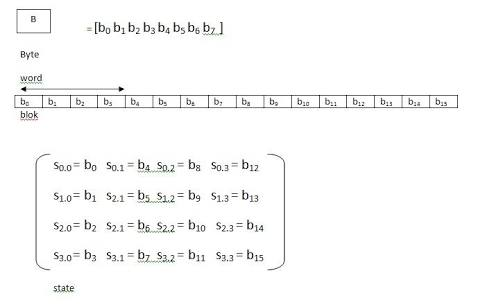 B
= [b₀ b₁ b₂ b₃ b₄ b₅ b₆ b₇ ]
Byte
word
b₀ b₁ b₂ b₃ b₄ b₅ b₆ b₇ b₈ b₉ b₁₀ b₁₁ b₁₂ b₁₃ b₁₄ b₁₅
blok
s₀.₀ = b₀ s₀.₁ = b₄ s₀.₂ = b₈ s₀.₃ = b₁₂
s₁.₀ = b₁ s₂.₁ = b₅ s₁.₂ = b₉ s₁.₃ = b₁₃
s₂.₀ = b₂ s₂.₁ = b₆ s₂.₂ = b₁₀ s₂.₃ = b₁₄
s₃.₀ = b₃ s₃.₁ = b₇ s₃.₂ = b₁₁ s₃.₃ = b₁₅
state